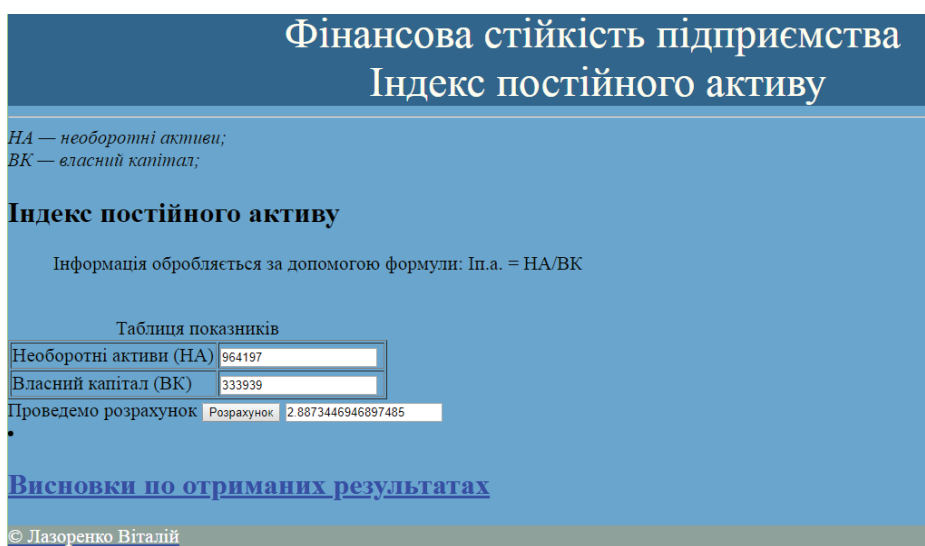 Фінансова стійкість підприємства
Індекс постійного активу
НА — необоротні активи;
ВК — власний капітал;
Індекс постійного активу
Інформація обробляється за допомогою формули: Іп.а. = НА/ВК
Таблиця показників
Необоротні активи (НА) 964197
Власний капітал (ВК) 333939
Проведемо розрахунок Розрахунок 2.8873446946897485
Висновки по отриманих результатах
© Лазоренко Віталій